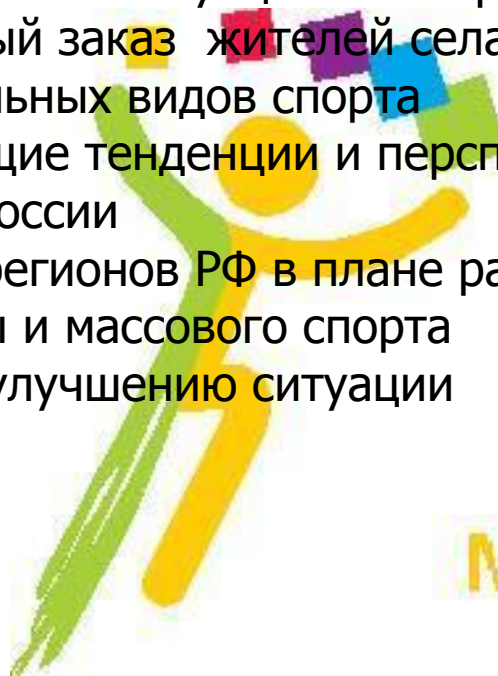 ый заказ жителей села
льных видов спорта
щие тенденции и персп
оссии
регионов РФ в плане ра
и и массового спорта
улучшению ситуации